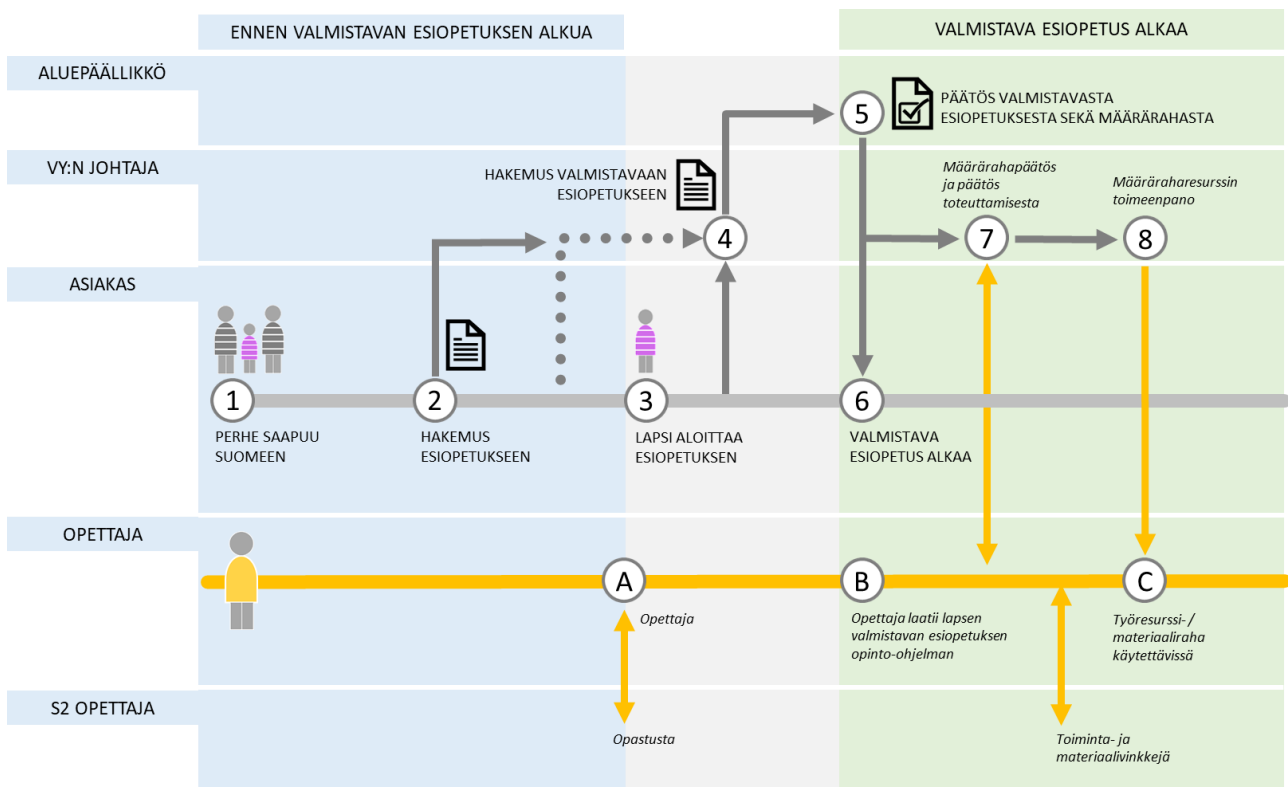 ENNEN VALMISTAVAN ESIOPETUKSEN ALKUA
VALMISTAVA ESIOPETUS ALKAA
ALUEPÄÄLLIKKÖ
5
PÄÄTÖS VALMISTAVASTA
ESIOPETUKSESTA SEKÄ MÄÄRÄRAHASTA
VY:N JOHTAJA
HAKEMUS VALMISTAVAAN
ESIOPETUKSEEN
4
Määrärahapäätös
ja päätös
toteuttamisesta
7
Määräraharesurssin
toimeenpano
8
ASIAKAS
1
PERHE SAAPUU
SUOMEEN
2
HAKEMUS
ESIOPETUKSEEN
3
LAPSI ALOITTAA
ESIOPETUKSEN
6
VALMISTAVA
ESIOPETUS ALKAA
OPETTAJA
A
Opettaja
B
Opettaja laatii lapsen
valmistavan esiopetuksen
opinto-ohjelman
C
Työresurssi- /
materiaaliraha
käytettävissä
S2 OPETTAJA
Opastusta
Toiminta- ja
materiaalivinkkejä